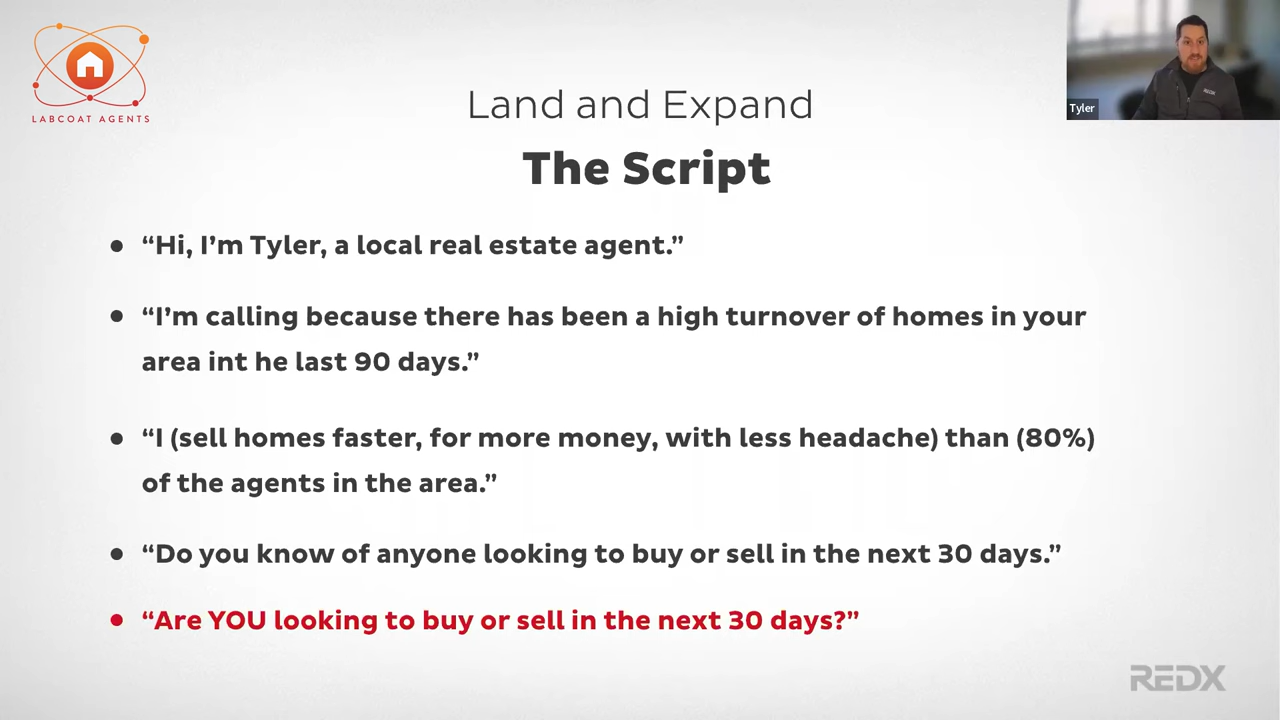 LABCOAT AGENTS
Land and Expand
The Script
Tyler
REDX
• “Hi, I’m Tyler, a local real estate agent.”
• “I’m calling because there has been a high turnover of homes in your
area int he last 90 days.”
• “I (sell homes faster, for more money, with less headache) than (80%)
of the agents in the area.”
• “Do you know of anyone looking to buy or sell in the next 30 days.”
• “Are YOU looking to buy or sell in the next 30 days?”
REDX